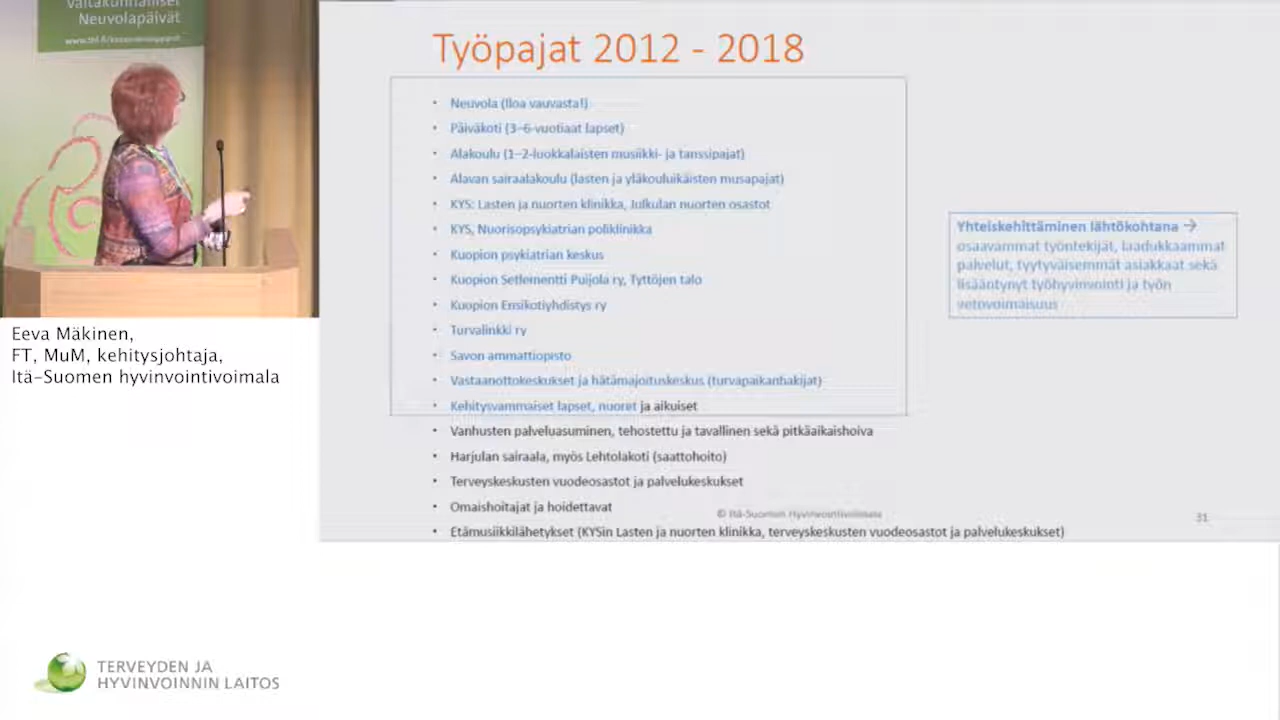 Valtakunnalliset
Neuvolapäivät
Työpajat 2012 - 2018
• Neuvola (Iloa vauvasta!)
• Päiväkoti (3–6-vuotiaat lapset)
• Alakoulu (1–2-luokkalaisten musiikki- ja tanssipajat)
• Alavan sairaalakoulu (lasten ja yläkouluikäisten musapajat)
• KYS: Lasten ja nuorten klinikka, Julkulan nuorten osastot
• KYS, Nuorisopsykiatrian poliklinikka
• Kuopion psykiatrian keskus
• Kuopion Setlementti Puijola ry, Tyttöjen talo
• Kuopion Ensikotiyhdistys ry
• Turvalinkki ry
• Savon ammattiopisto
• Vastaanottokeskukset ja hätämajoituskeskus (turvapaikanhakijat)
• Kehitysvammaiset lapset, nuoret ja aikuiset
• Vanhusten palveluasuminen, tehostettu ja tavallinen sekä pitkäaikaishoiva
• Harjulan sairaala, myös Lehtolakoti (saattohoito)
• Terveyskeskusten vuodeosastot ja palvelukeskukset
• Omaishoitajat ja hoidettavat
• Etämusiikkilähetykset (KYSin Lasten ja nuorten klinikka, terveyskeskusten vuodeosastot ja palvelukeskukset)
Yhteiskehittäminen lähtökohtana →
osaavammat työntekijät, laadukkaammat
palvelut, tyytyväisemmät asiakkaat sekä
lisääntynyt työhyvinvointi ja työn
vetovoimaisuus
© Itä-Suomen Hyvinvointivoimala
31
Eeva Mäkinen,
FT, MuM, kehitysjohtaja,
Itä-Suomen hyvinvointivoimala
TERVEYDEN JA
HYVINVOINNIN LAITOS